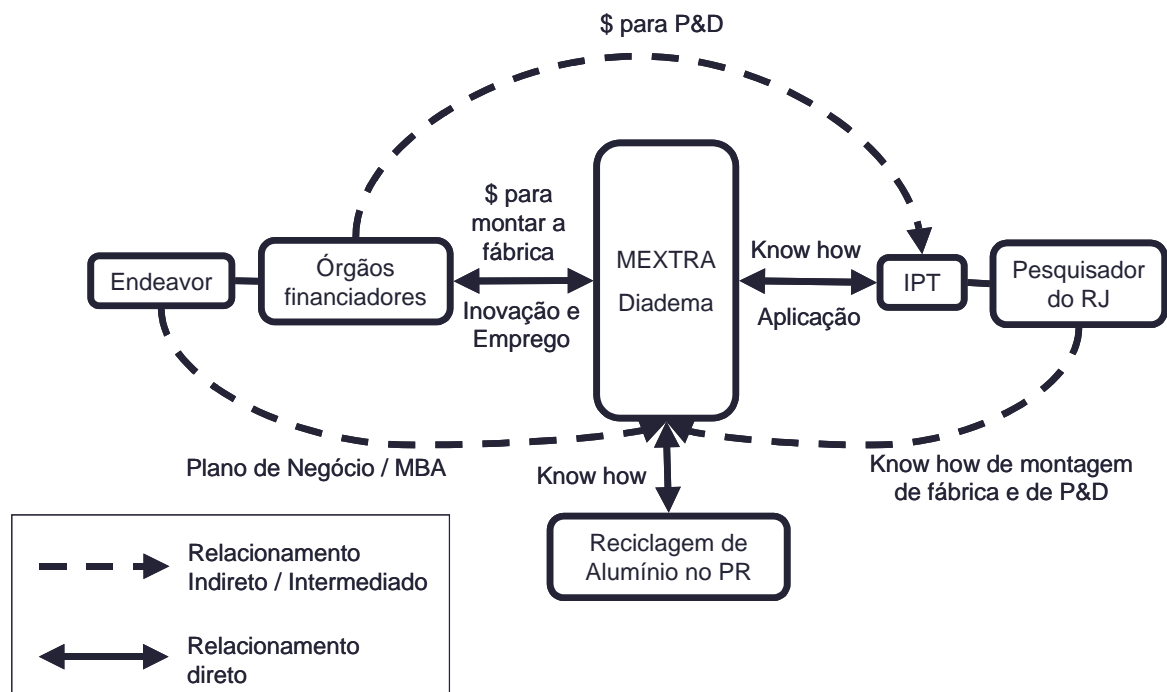 $ para P&D
$ para
montar a
fábrica
Endeavor
Órgãos
financiadores
Inovação e
Emprego
MEXTRA
Diadema
Know how
Aplicação
IPT
Pesquisador
do RJ
Plano de Negócio / MBA
Know how
Know how de montagem
de fábrica e de P&D
Reciclagem de
Alumínio no PR
Relacionamento
Indireto / Intermediado
Relacionamento
direto